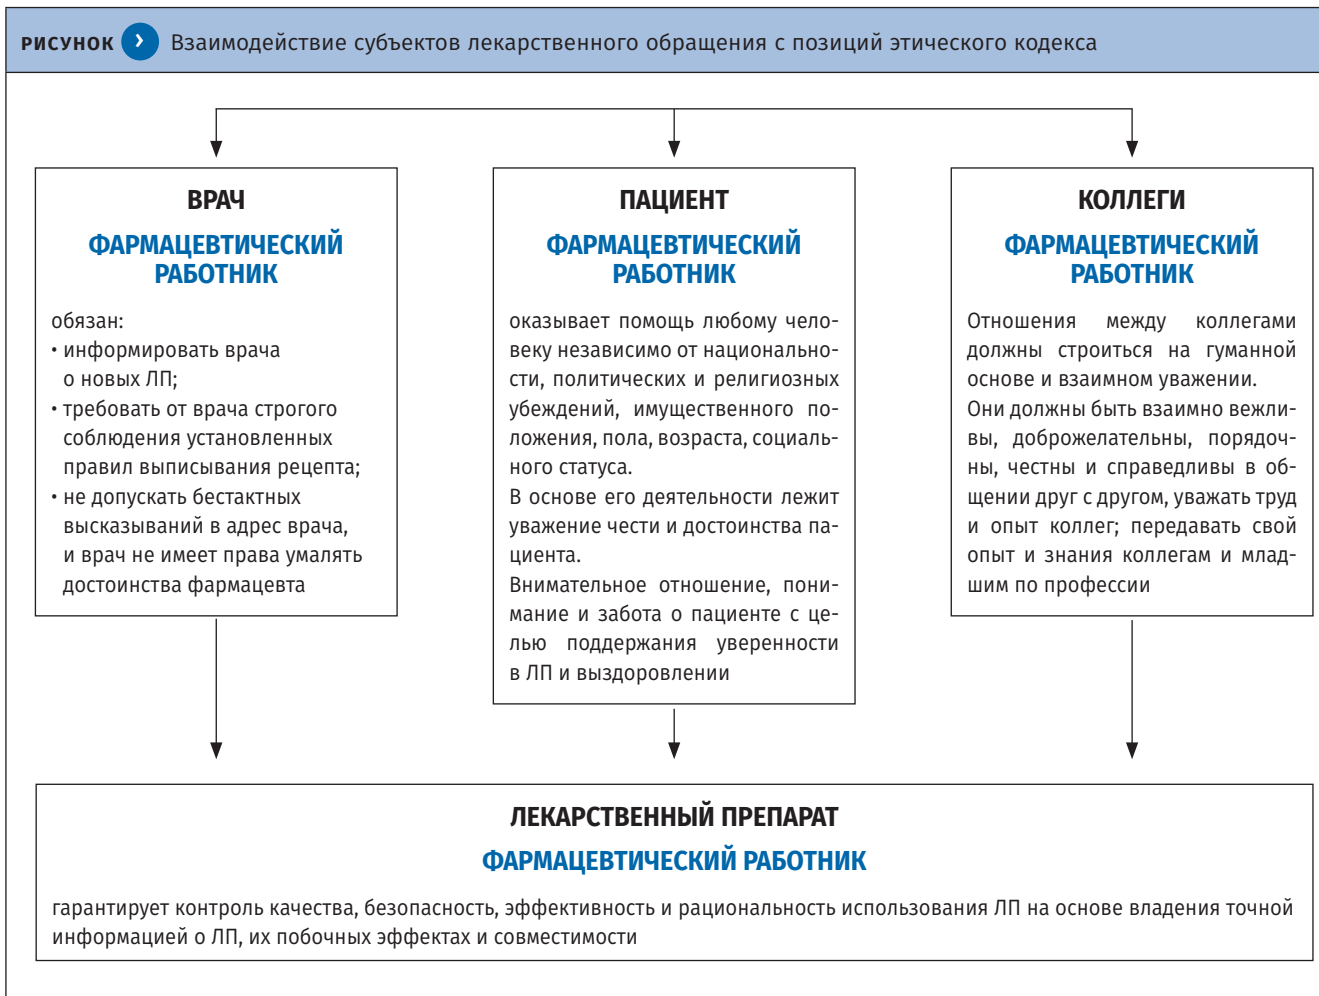 РИСУНОК › Взаимодействие субъектов лекарственного обращения с позиций этического кодекса
ВРАЧ
ФАРМАЦЕВТИЧЕСКИЙ
РАБОТНИК
обязан:
• информировать врача
о новых ЛП;
• требовать от врача строгого
соблюдения установленных
правил выписывания рецепта;
• не допускать бестактных
высказываний в адрес врача,
и врач не имеет права умалять
достоинства фармацевта
ПАЦИЕНТ
ФАРМАЦЕВТИЧЕСКИЙ
РАБОТНИК
оказывает помощь любому чело-
веку независимо от национально-
сти, политических и религиозных
убеждений, имущественного по-
ложения, пола, возраста, социаль-
ного статуса.
В основе его деятельности лежит
уважение чести и достоинства па-
циента.
Внимательное отношение, пони-
мание и забота о пациенте с це-
лью поддержания уверенности
в ЛП и выздоровлении
КОЛЛЕГИ
ФАРМАЦЕВТИЧЕСКИЙ
РАБОТНИК
Отношения между коллегами
должны строиться на гуманной
основе и взаимном уважении.
Они должны быть взаимно вежли-
вы, доброжелательны, порядоч-
ны, честны и справедливы в об-
щении друг с другом, уважать труд
и опыт коллег; передавать свой
опыт и знания коллегам и млад-
шим по профессии
ЛЕКАРСТВЕННЫЙ ПРЕПАРАТ
ФАРМАЦЕВТИЧЕСКИЙ РАБОТНИК
гарантирует контроль качества, безопасность, эффективность и рациональность использования ЛП на основе владения точной
информацией о ЛП, их побочных эффектах и совместимости